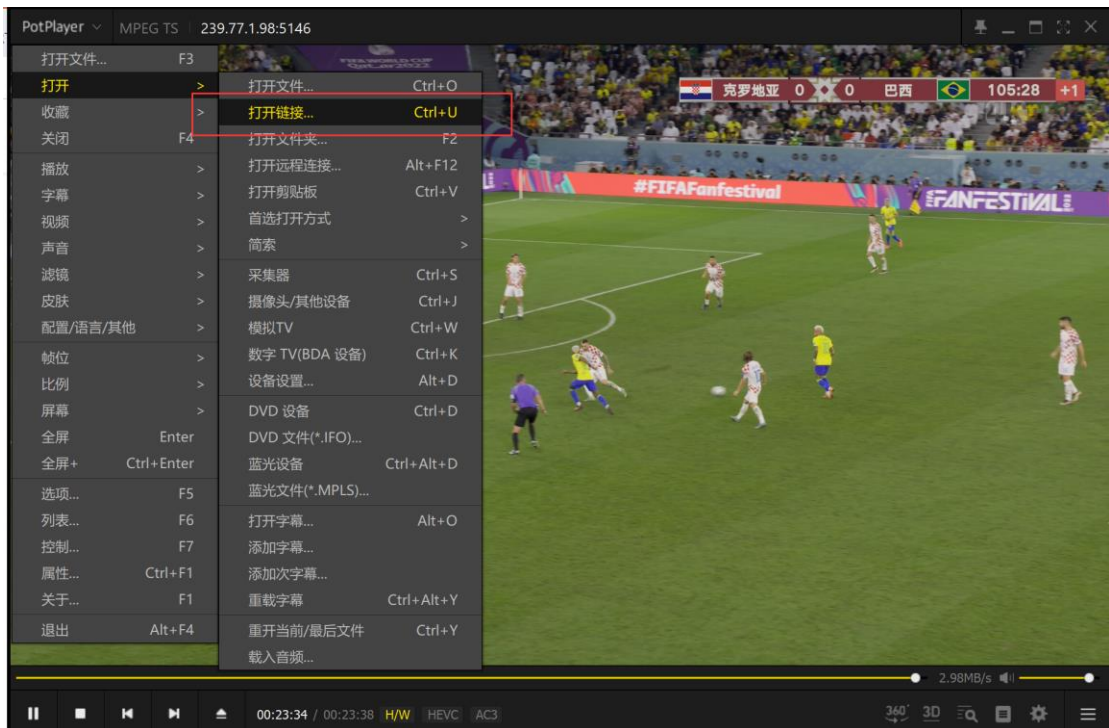 PotPlayer MPEG TS 239.77.1.98:5146
打开文件... F3
打开 >
收藏 >
关闭 F4
播放 >
字幕 >
视频 >
声音 >
滤镜 >
皮肤 >
配置/语言/其他 >
帧位 >
比例 >
屏幕 >
全屏 Enter
全屏+ Ctrl+Enter
选项... F5
列表... F6
控制... F7
属性... Ctrl+F1
关于... F1
退出 Alt+F4
打开文件... Ctrl+O
打开链接... Ctrl+U
打开文件夹... F2
打开远程连接... Alt+F12
打开剪贴板 Ctrl+V
首选打开方式 >
简索 >
采集器 Ctrl+S
摄像头/其他设备 Ctrl+J
模拟TV Ctrl+W
数字 TV(BDA 设备) Ctrl+K
设备设置... Alt+D
DVD 设备 Ctrl+D
DVD 文件(*.IFO)...
蓝光设备 Ctrl+Alt+D
蓝光文件(*.MPLS)...
打开字幕... Alt+O
添加字幕...
添加次字幕...
重载字幕 Ctrl+Alt+Y
重开当前/最后文件 Ctrl+Y
载入音频...
FIFA WORLD CUP
Qatar2022
克罗地亚 0 0 巴西 105:28 +1
#FIFAFanfestival
FANFESTiVAL
2.98MB/s
00:23:34 / 00:23:38 H/W HEVC AC3
360° 3D